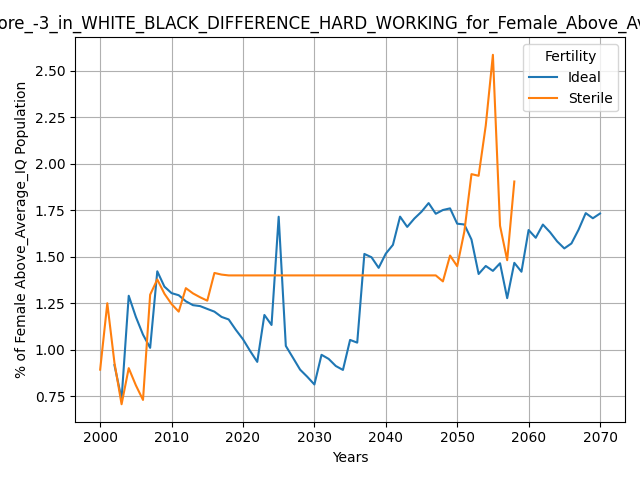 ore_-3_in_WHITE_BLACK_DIFFERENCE_HARD_WORKING_for_Female_Above_Av
Fertility
Ideal
Sterile
% of Female Above_Average_IQ Population
2.50
2.25
2.00
1.75
1.50
1.25
1.00
0.75
2000 2010 2020 2030 2040 2050 2060 2070
Years